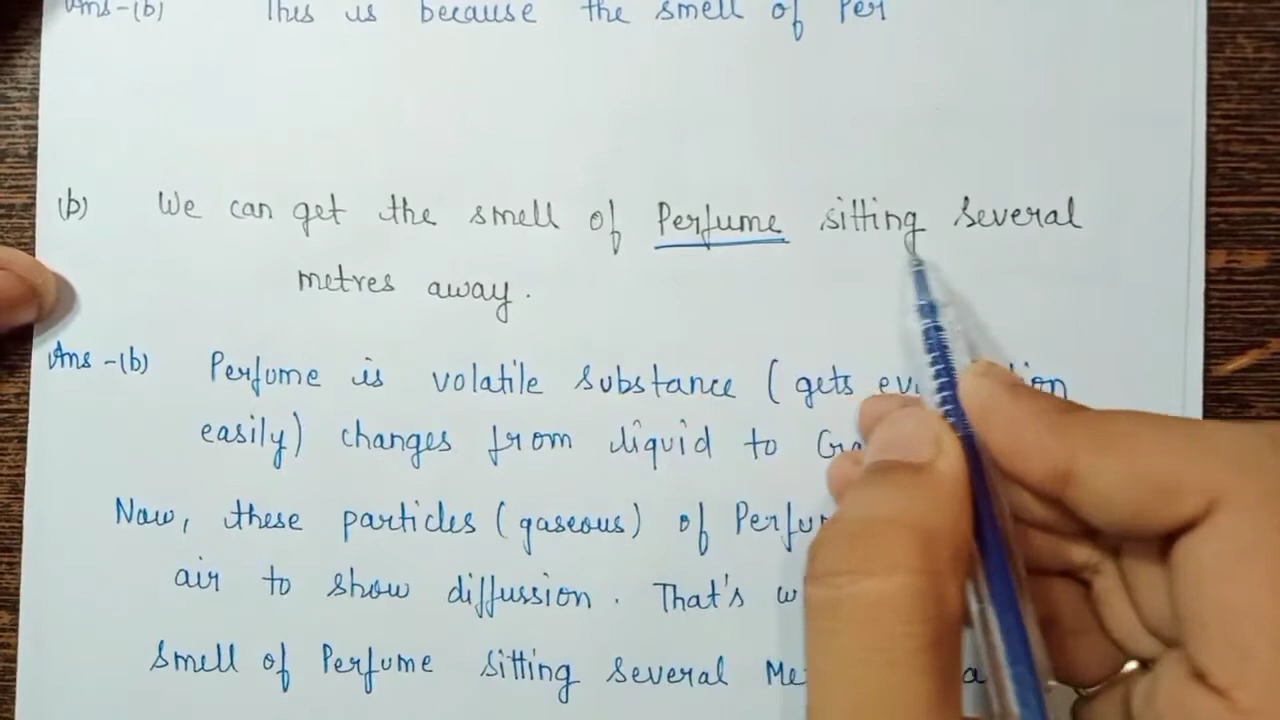 Ans-(b) This is because the smell of Per
(b) We can get the smell of Perfume sitting several
metres away.
Ans-(b) Perfume is volatile substance (gets
easily) changes from liquid to
Now, these particles (gaseous) of
air to show diffussion. That's
smell of Perfume sitting several